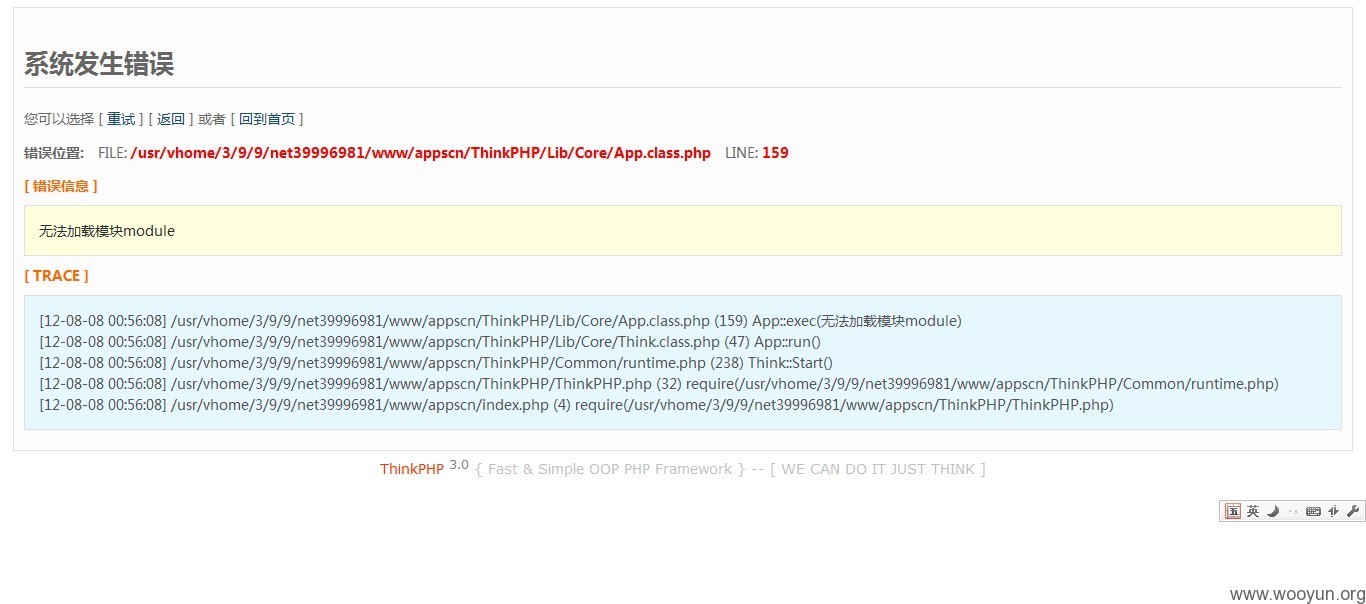 系统发生错误
您可以选择 [ 重试 ] [ 返回 ] 或者 [ 回到首页 ]
错误位置: FILE: /usr/vhome/3/9/9/net39996981/www/appscn/ThinkPHP/Lib/Core/App.class.php LINE: 159
[ 错误信息 ]
无法加载模块module
[ TRACE ]
[12-08-08 00:56:08] /usr/vhome/3/9/9/net39996981/www/appscn/ThinkPHP/Lib/Core/App.class.php (159) App::exec(无法加载模块module)
[12-08-08 00:56:08] /usr/vhome/3/9/9/net39996981/www/appscn/ThinkPHP/Lib/Core/Think.class.php (47) App::run()
[12-08-08 00:56:08] /usr/vhome/3/9/9/net39996981/www/appscn/ThinkPHP/Common/runtime.php (238) Think::Start()
[12-08-08 00:56:08] /usr/vhome/3/9/9/net39996981/www/appscn/ThinkPHP/ThinkPHP.php (32) require(/usr/vhome/3/9/9/net39996981/www/appscn/ThinkPHP/Common/runtime.php)
[12-08-08 00:56:08] /usr/vhome/3/9/9/net39996981/www/appscn/index.php (4) require(/usr/vhome/3/9/9/net39996981/www/appscn/ThinkPHP/ThinkPHP.php)
ThinkPHP 3.0 { Fast & Simple OOP PHP Framework } -- [ WE CAN DO IT JUST THINK ]
五 英
www.wooyun.org